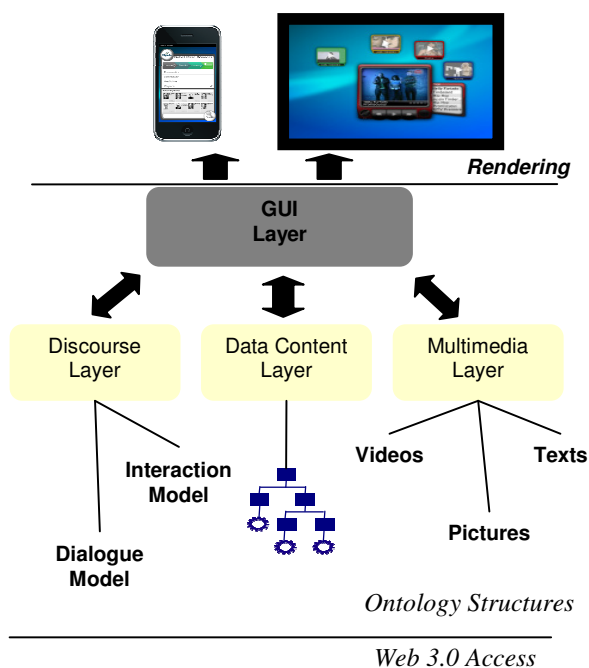 Rendering
GUI
Layer
Discourse
Layer
Data Content
Layer
Multimedia
Layer
Videos
Texts
Interaction
Model
Pictures
Dialogue
Model
Ontology Structures
Web 3.0 Access